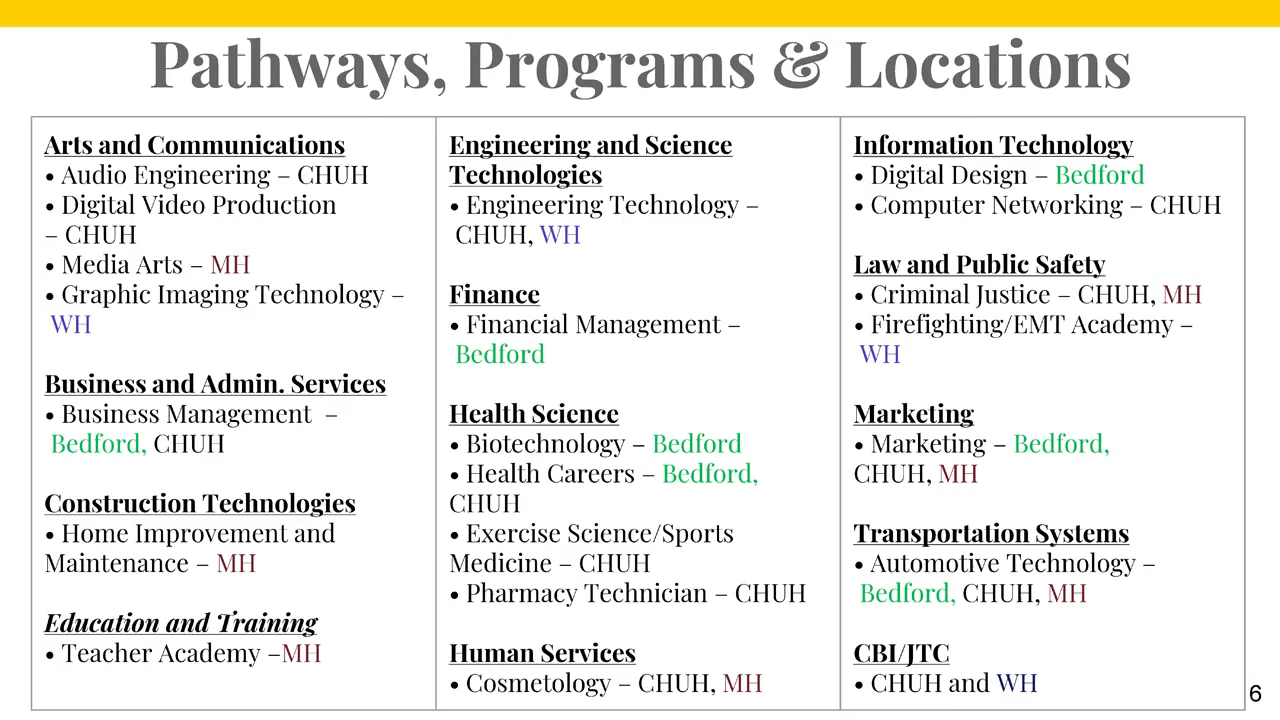 Pathways, Programs & Locations
Arts and Communications
• Audio Engineering – CHUH
• Digital Video Production
– CHUH
• Media Arts – MH
• Graphic Imaging Technology –
WH
Business and Admin. Services
• Business Management –
Bedford, CHUH
Construction Technologies
• Home Improvement and
Maintenance – MH
Education and Training
• Teacher Academy –MH
Engineering and Science
Technologies
• Engineering Technology –
CHUH, WH
Finance
• Financial Management –
Bedford
Health Science
• Biotechnology – Bedford
• Health Careers – Bedford,
CHUH
• Exercise Science/Sports
Medicine – CHUH
• Pharmacy Technician – CHUH
Human Services
• Cosmetology – CHUH, MH
Information Technology
• Digital Design – Bedford
• Computer Networking – CHUH
Law and Public Safety
• Criminal Justice – CHUH, MH
• Firefighting/EMT Academy –
WH
Marketing
• Marketing – Bedford,
CHUH, MH
Transportation Systems
• Automotive Technology –
Bedford, CHUH, MH
CBI/JTC
• CHUH and WH
6